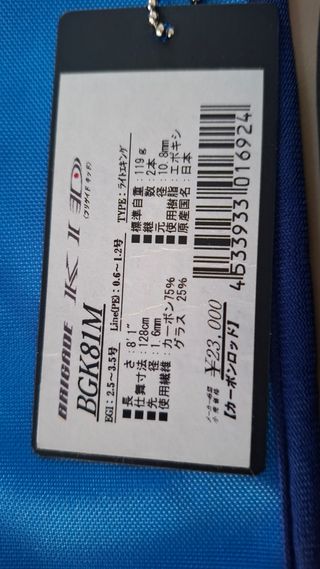 BRIGADE KID
(ブリゲイド キッド)
BGK81M
TYPE: ライトエギング
EGI: 2.5~3.5号 Line(PE): 0.6~1.2号
■長さ: 8'1" ■標準自重: 119g
■仕舞寸法: 128cm ■継数: 2本
■先径: 1.6mm ■元径: 10.8mm
■使用繊維: カーボン75% ■使用樹脂: エポキシ
グラス 25% ■原産国名: 日本
4533933016924
メーカー希望
小売価格 ¥23,000
【カーボンロッド】